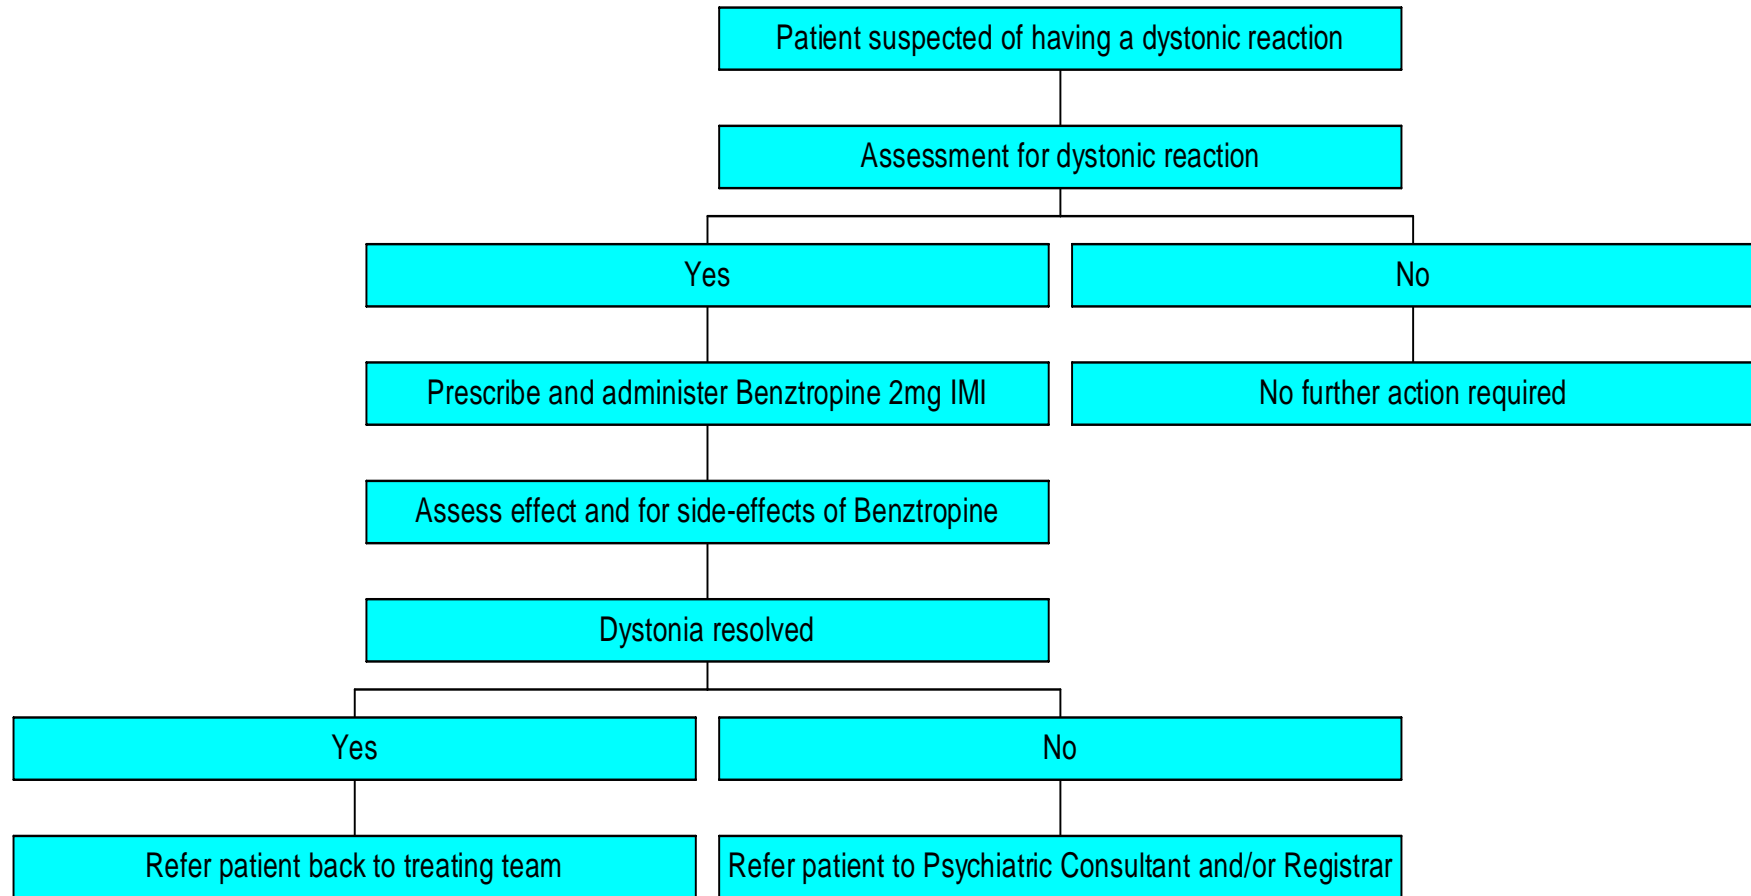 Patient suspected of having a dystonic reaction
Assessment for dystonic reaction
Yes
No
Prescribe and administer Benztropine 2mg IMI
No further action required
Assess effect and for side-effects of Benztropine
Dystonia resolved
Yes
No
Refer patient back to treating team
Refer patient to Psychiatric Consultant and/or Registrar